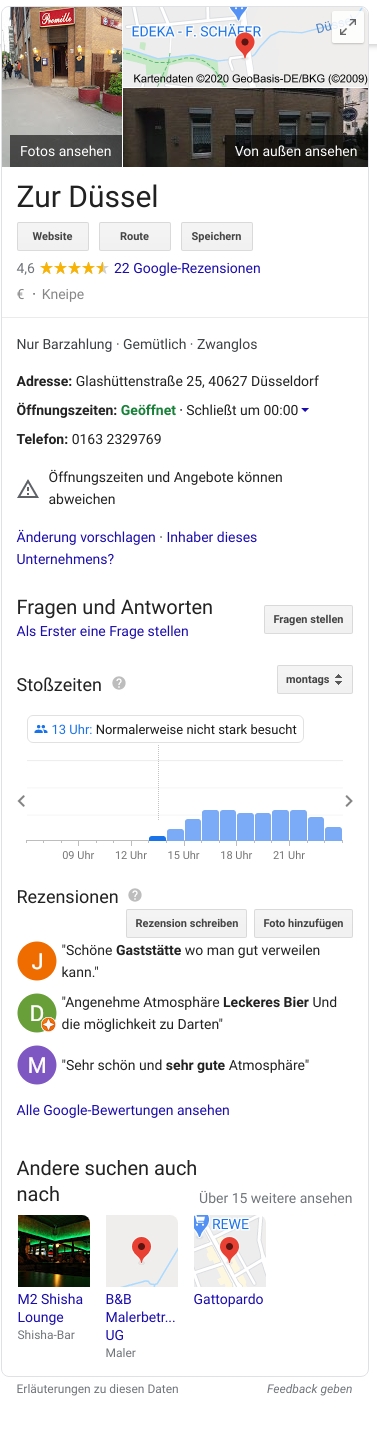 Promille
EDEKA - F. SCHÄFER
Düssel
Kartendaten ©2020 GeoBasis-DE/BKG (©2009)
Fotos ansehen
Von außen ansehen
Zur Düssel
Website
Route
Speichern
4,6
22 Google-Rezensionen
€ · Kneipe
Nur Barzahlung · Gemütlich · Zwanglos
Adresse: Glashüttenstraße 25, 40627 Düsseldorf
Öffnungszeiten: Geöffnet · Schließt um 00:00
Telefon: 0163 2329769
Öffnungszeiten und Angebote können
abweichen
Änderung vorschlagen · Inhaber dieses
Unternehmens?
Fragen und Antworten
Als Erster eine Frage stellen
Fragen stellen
Stoßzeiten
?
montags
13 Uhr: Normalerweise nicht stark besucht
09 Uhr
12 Uhr
15 Uhr
18 Uhr
21 Uhr
Rezensionen
?
Rezension schreiben
Foto hinzufügen
J
"Schöne Gaststätte wo man gut verweilen
kann."
D
"Angenehme Atmosphäre Leckeres Bier Und
die möglichkeit zu Darten"
M
"Sehr schön und sehr gute Atmosphäre"
Alle Google-Bewertungen ansehen
Andere suchen auch
nach
Über 15 weitere ansehen
REWE
M2 Shisha
Lounge
Shisha-Bar
B&B
Malerbetr...
UG
Maler
Gattopardo
Erläuterungen zu diesen Daten
Feedback geben